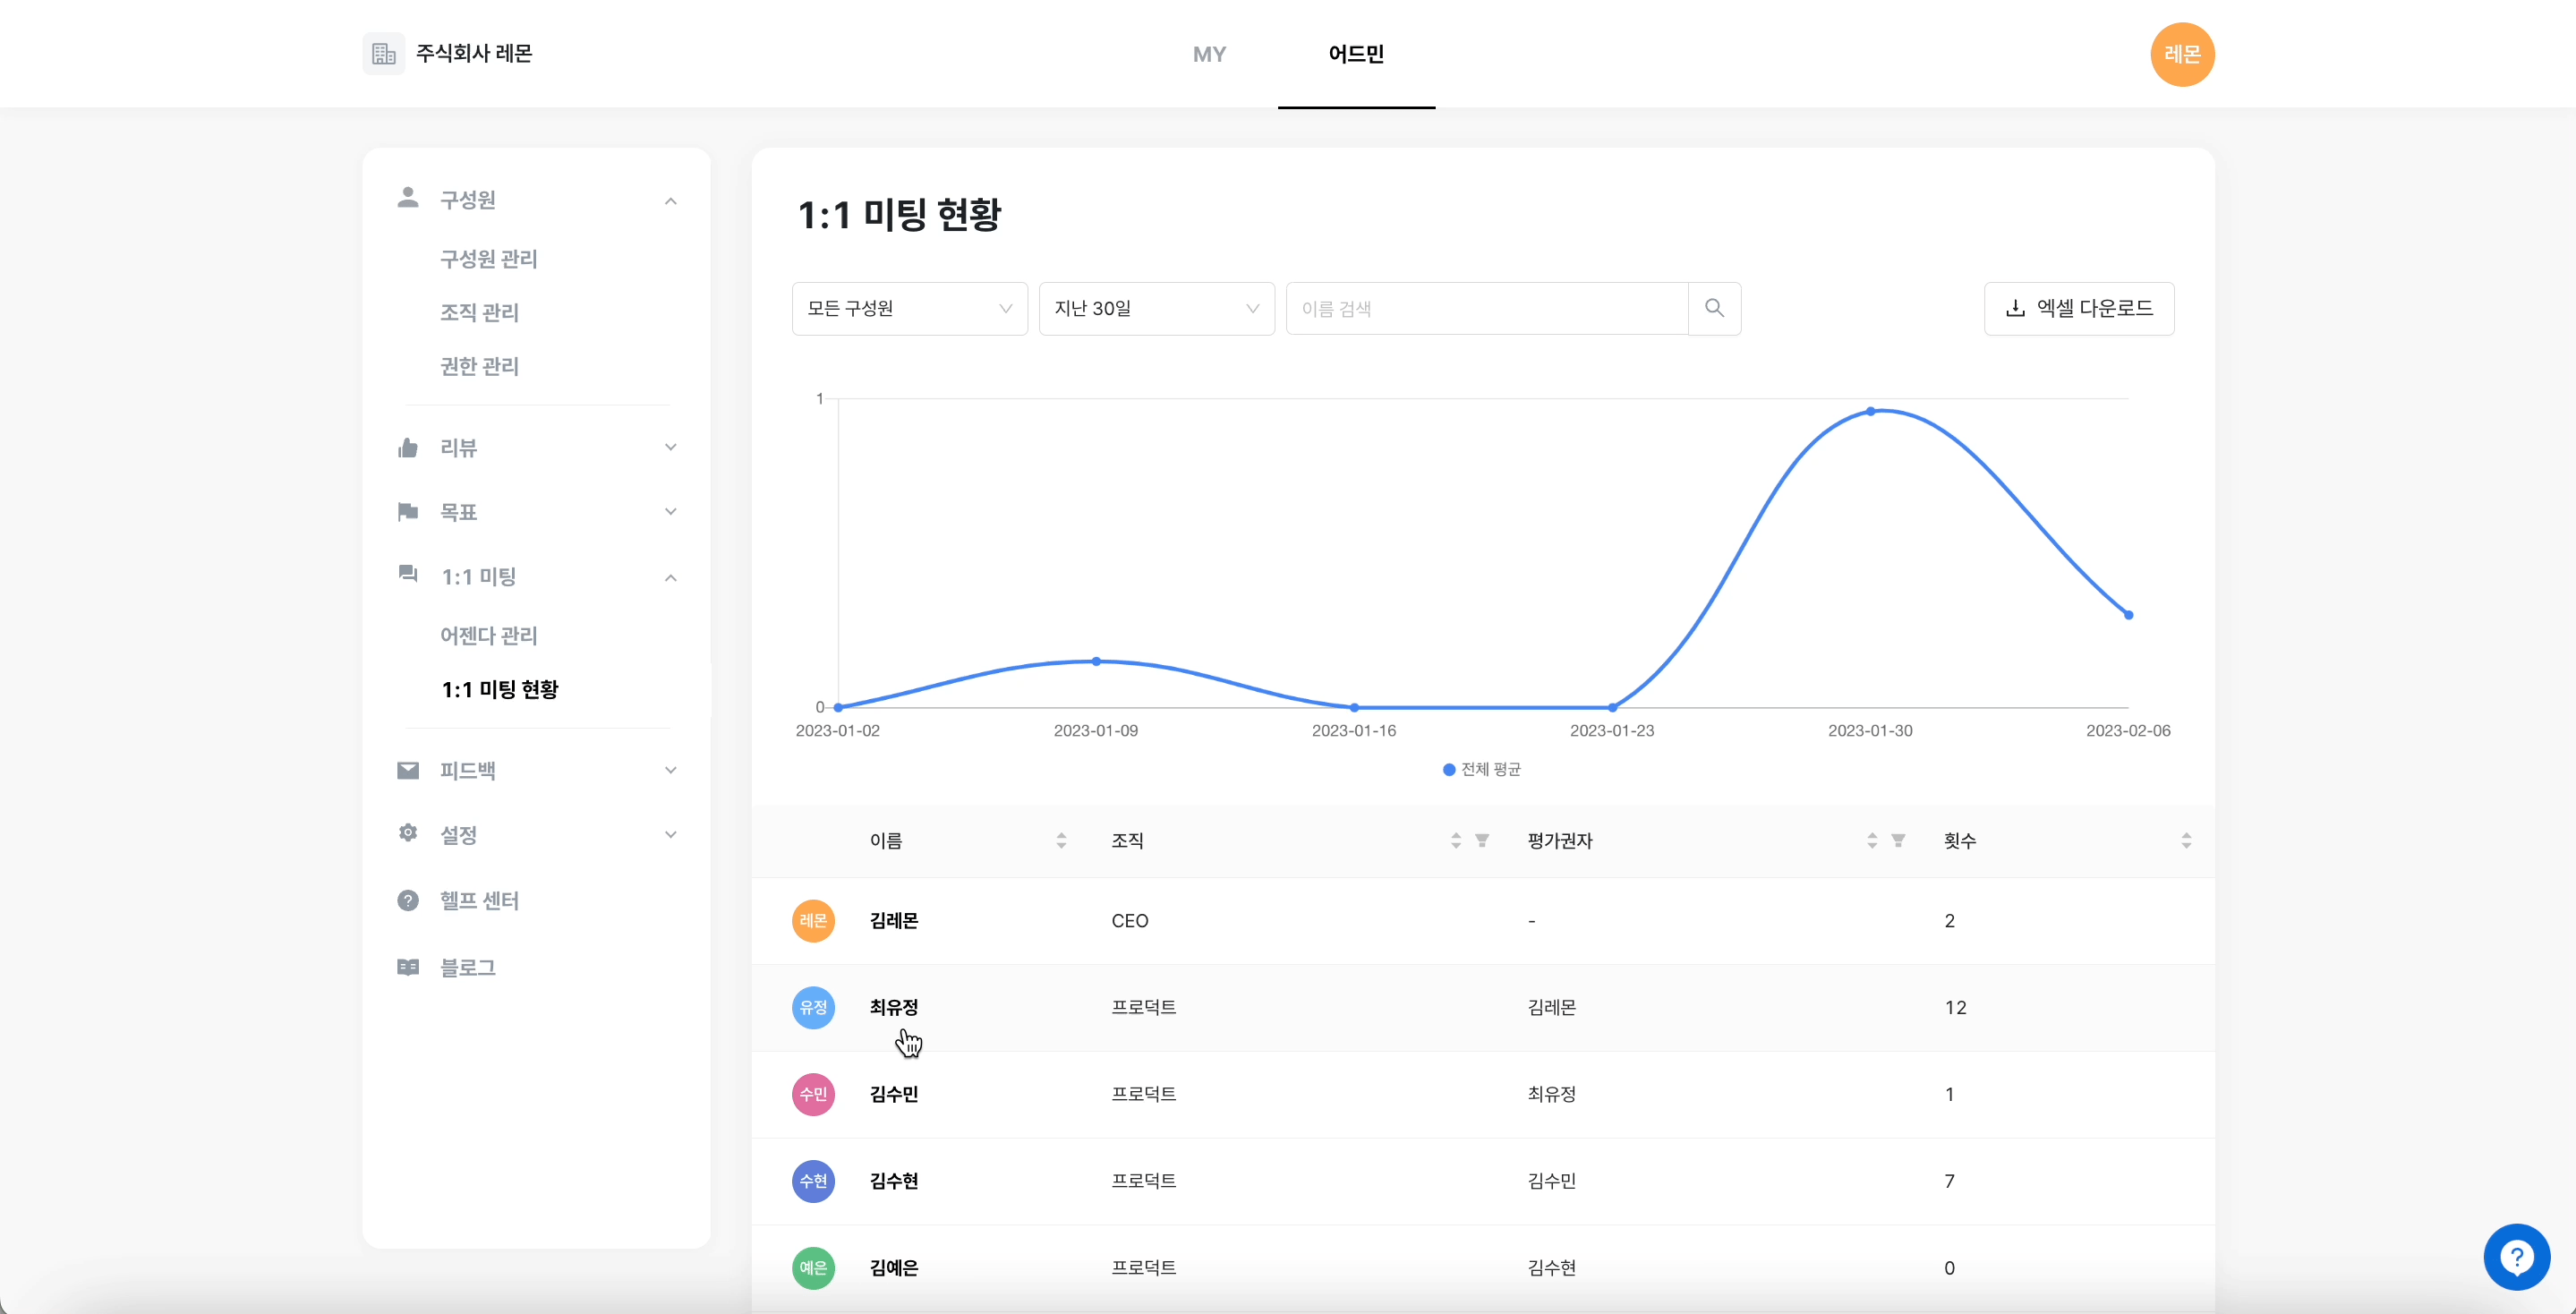 주식회사 레몬
MY
어드민
레몬
구성원
구성원 관리
조직 관리
권한 관리
리뷰
목표
1:1 미팅
어젠다 관리
1:1 미팅 현황
피드백
설정
헬프 센터
블로그
1:1 미팅 현황
모든 구성원
지난 30일
이름 검색
엑셀 다운로드
1
0
2023-01-02 2023-01-09 2023-01-16 2023-01-23 2023-01-30 2023-02-06
전체 평균
이름 조직 평가권자 횟수
레몬 김레몬 CEO - 2
유정 최유정 프로덕트 김레몬 12
수민 김수민 프로덕트 최유정 1
수현 김수현 프로덕트 김수민 7
예은 김예은 프로덕트 김수현 0